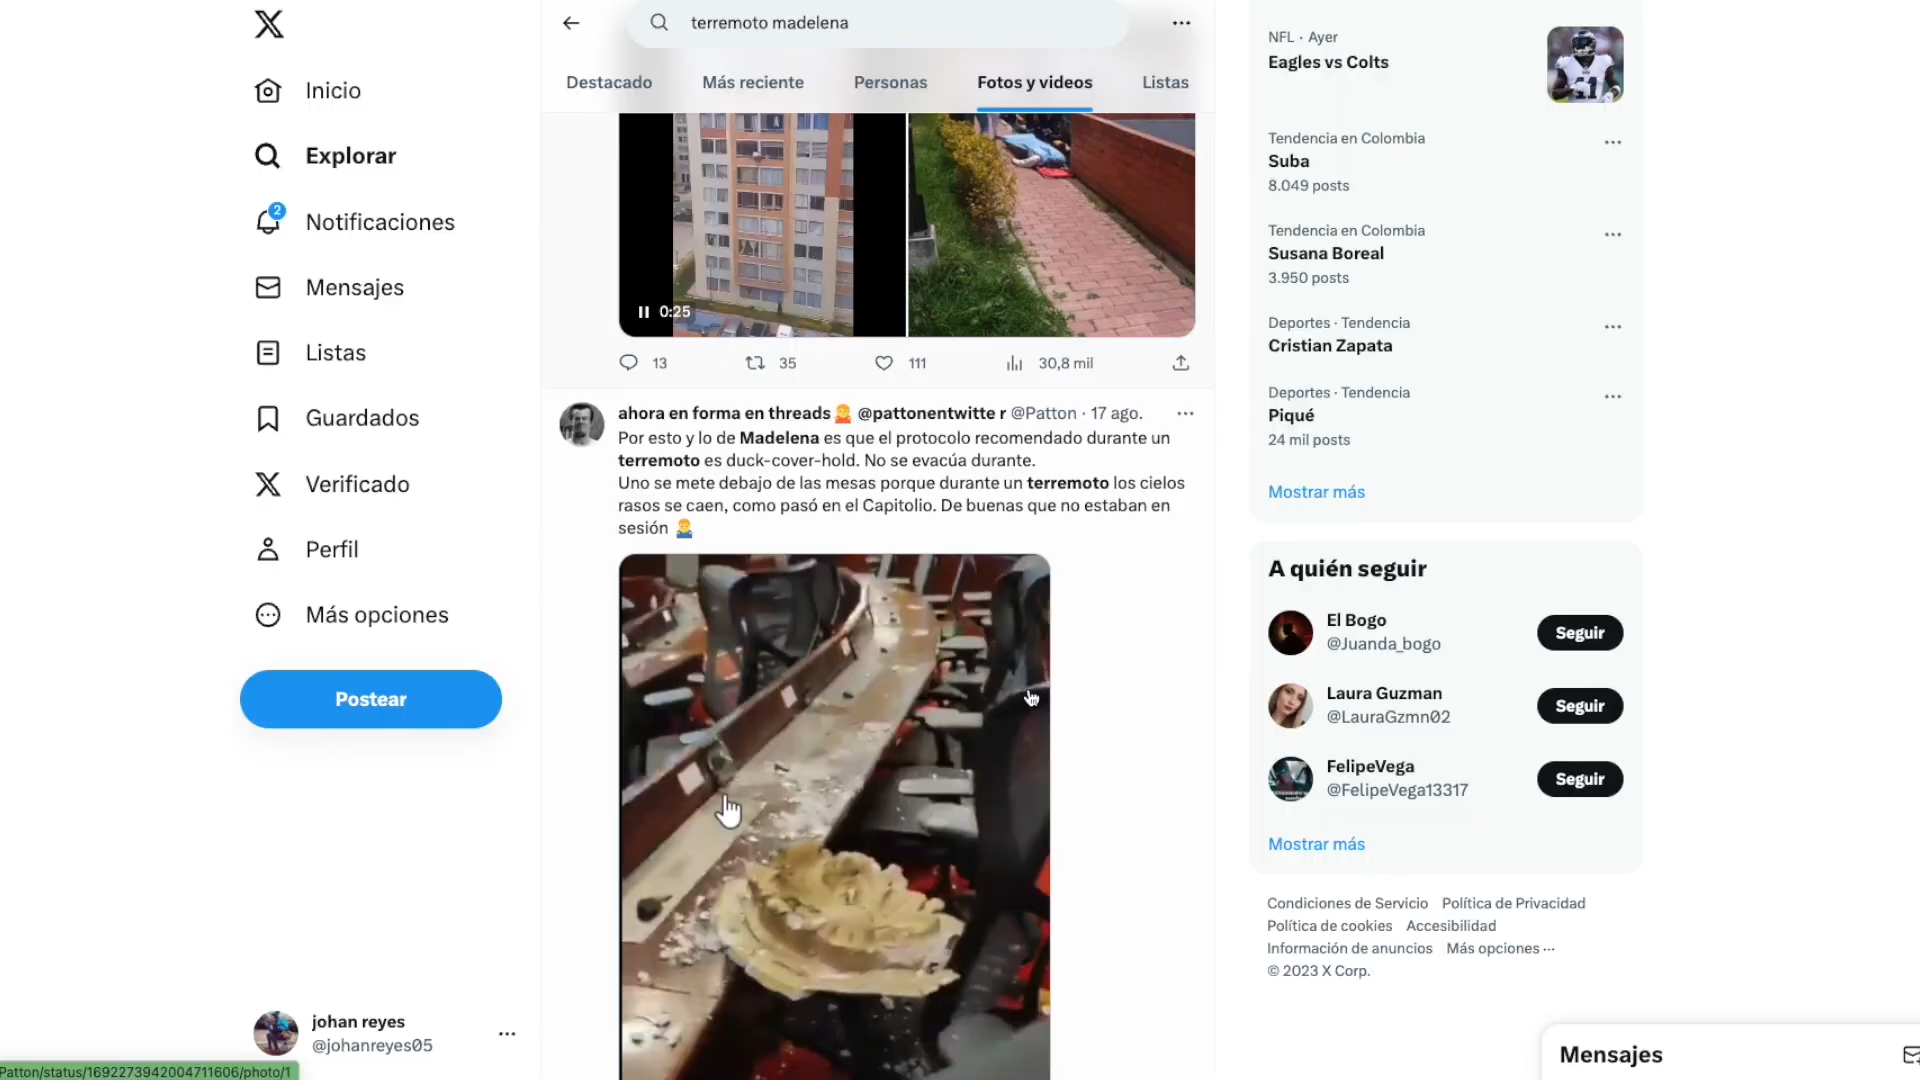 Inicio
Explorar
2
Notificaciones
Mensajes
Listas
Guardados
Verificado
Perfil
Más opciones
Postear
johan reyes
@johanreyes05
Patton/status/1692273942004711606/photo/1
terremoto madelena
Destacado Más reciente Personas Fotos y videos Listas
0:25
13 35 111 30,8 mil
ahora en forma en threads @pattonentwitte r @Patton · 17 ago.
Por esto y lo de Madelena es que el protocolo recomendado durante un
terremoto es duck-cover-hold. No se evacúa durante.
Uno se mete debajo de las mesas porque durante un terremoto los cielos
rasos se caen, como pasó en el Capitolio. De buenas que no estaban en
sesión
NFL · Ayer
Eagles vs Colts
Tendencia en Colombia
Suba
8.049 posts
Tendencia en Colombia
Susana Boreal
3.950 posts
Deportes · Tendencia
Cristian Zapata
Deportes · Tendencia
Piqué
24 mil posts
Mostrar más
A quién seguir
El Bogo
@Juanda_bogo
Seguir
Laura Guzman
@LauraGzmn02
Seguir
FelipeVega
@FelipeVega13317
Seguir
Mostrar más
Condiciones de Servicio Política de Privacidad
Política de cookies Accesibilidad
Información de anuncios Más opciones ···
© 2023 X Corp.
Mensajes